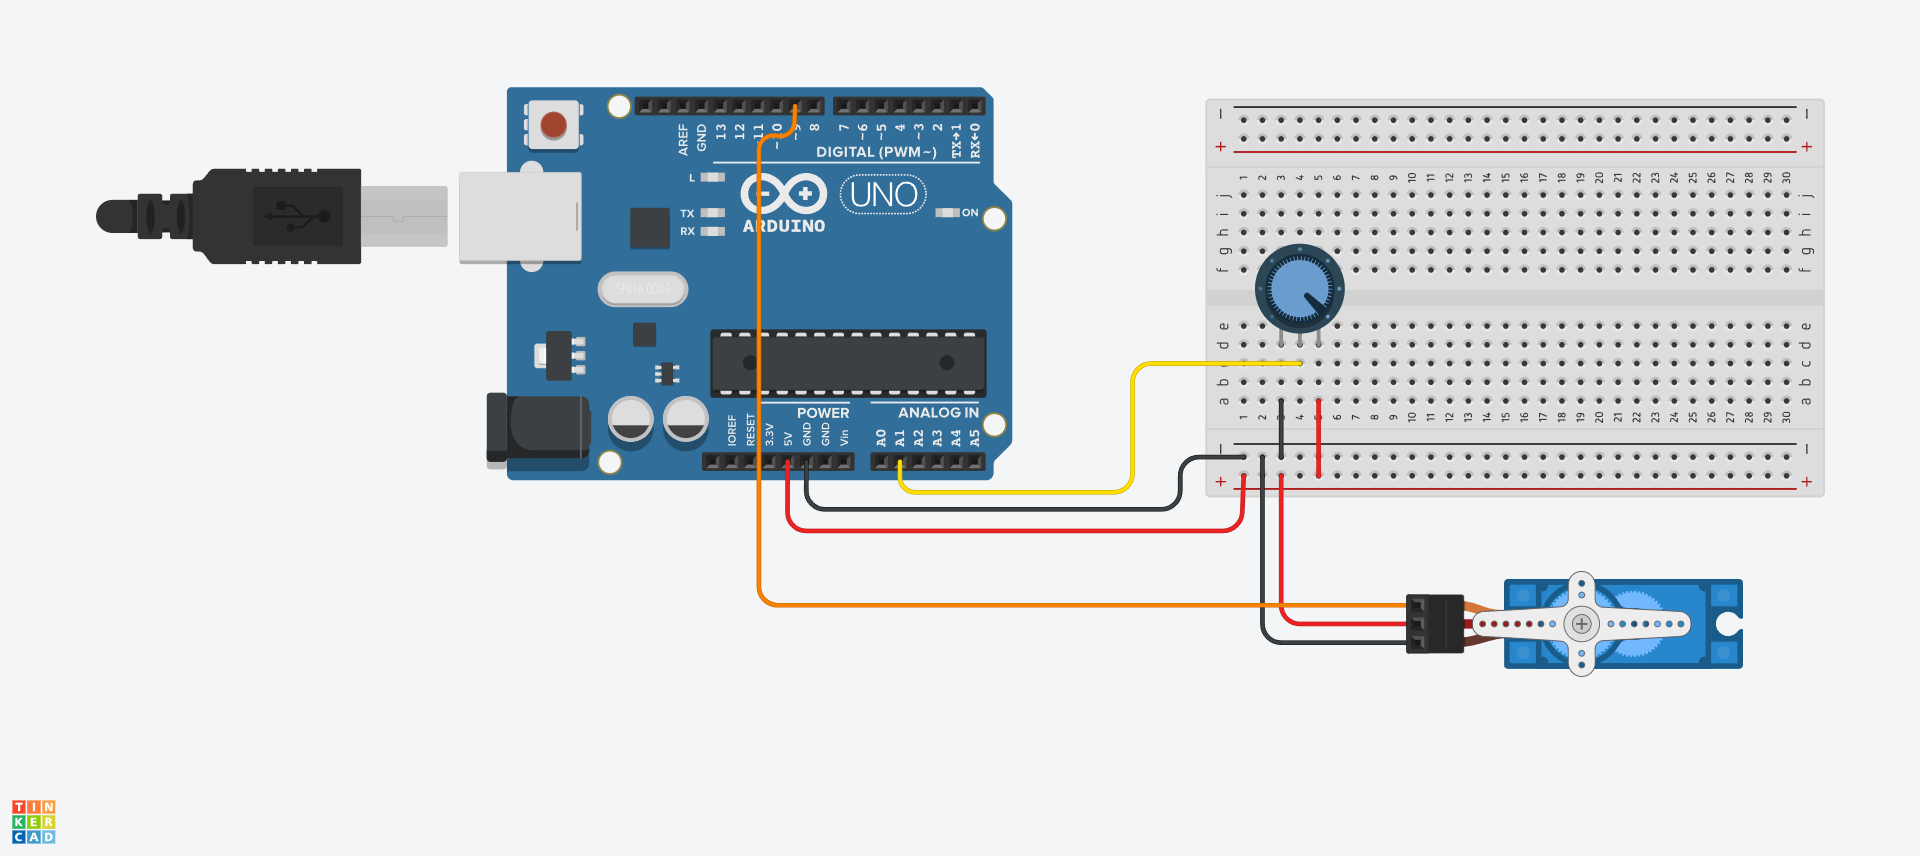 AREF GND 13 12 ~11 ~10 ~9 8 7 ~6 ~5 4 ~3 2 TX→1 RX←0
DIGITAL (PWM~)
L
TX
RX
UNO
ON
ARDUINO
POWER
ANALOG IN
IOREF RESET 3.3V 5V GND GND Vin A0 A1 A2 A3 A4 A5
− −
+ +
1 2 3 4 5 6 7 8 9 10 11 12 13 14 15 16 17 18 19 20 21 22 23 24 25 26 27 28 29 30
j j
i i
h h
g g
f f
e e
d d
c c
b b
a a
1 2 3 4 5 6 7 8 9 10 11 12 13 14 15 16 17 18 19 20 21 22 23 24 25 26 27 28 29 30
− −
+ +
TIN
KER
CAD